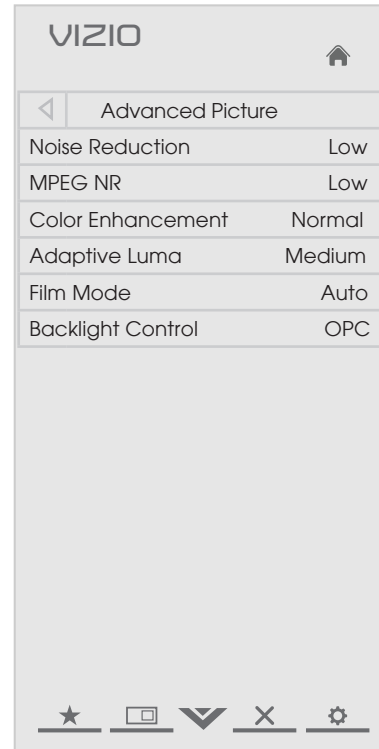 VIZIO
Advanced Picture
Noise Reduction Low
MPEG NR Low
Color Enhancement Normal
Adaptive Luma Medium
Film Mode Auto
Backlight Control OPC